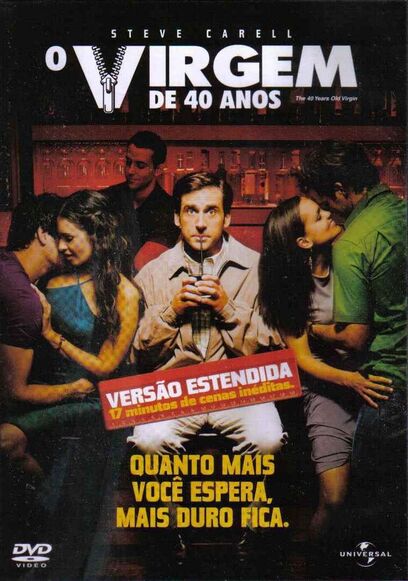 STEVE CARELL
O VIRGEM
DE 40 ANOS
The 40 Years Old Virgin
VERSÃO ESTENDIDA
17 minutos de cenas inéditas.
QUANTO MAIS
VOCÊ ESPERA,
MAIS DURO FICA.
DVD
VIDEO
UNIVERSAL